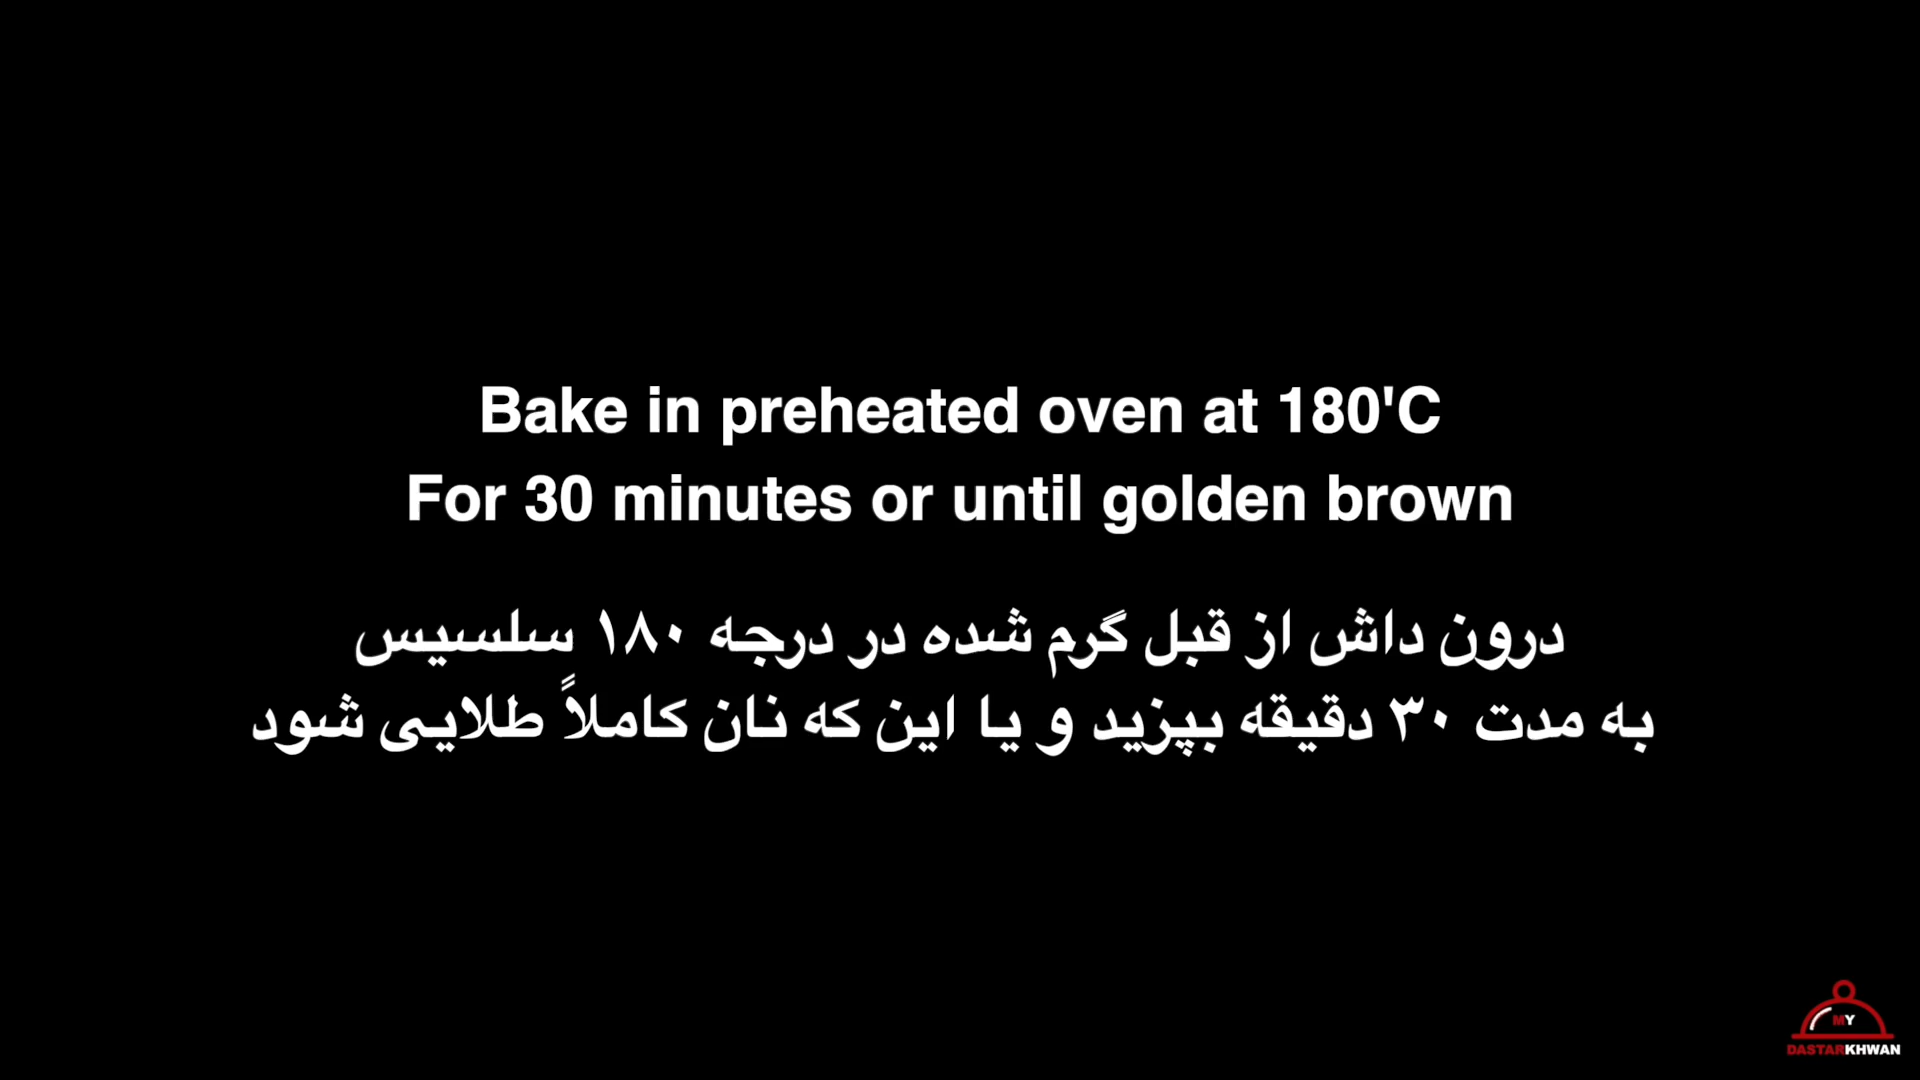 Bake in preheated oven at 180'C
For 30 minutes or until golden brown
درون داش از قبل گرم شده در درجه ۱۸۰ سلسیس
به مدت ۳۰ دقیقه بپزید و یا این که نان کاملاً طلایی شود
MY
DASTARKHWAN